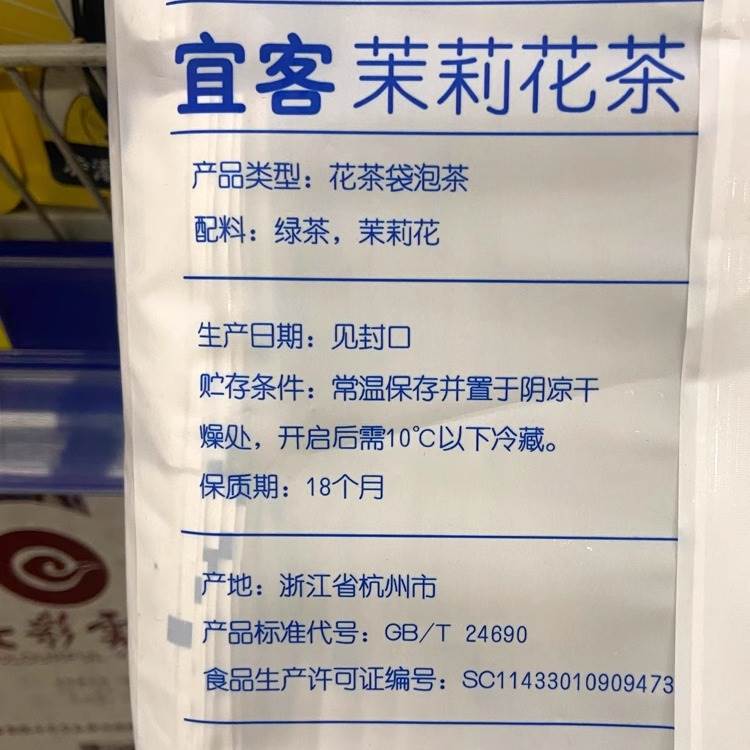 宜客 茉莉花茶
产品类型：花茶袋泡茶
配料：绿茶，茉莉花
生产日期：见封口
贮存条件：常温保存并置于阴凉干
燥处，开启后需10℃以下冷藏。
保质期：18个月
产地：浙江省杭州市
产品标准代号：GB/T 24690
食品生产许可证编号：SC11433010909473